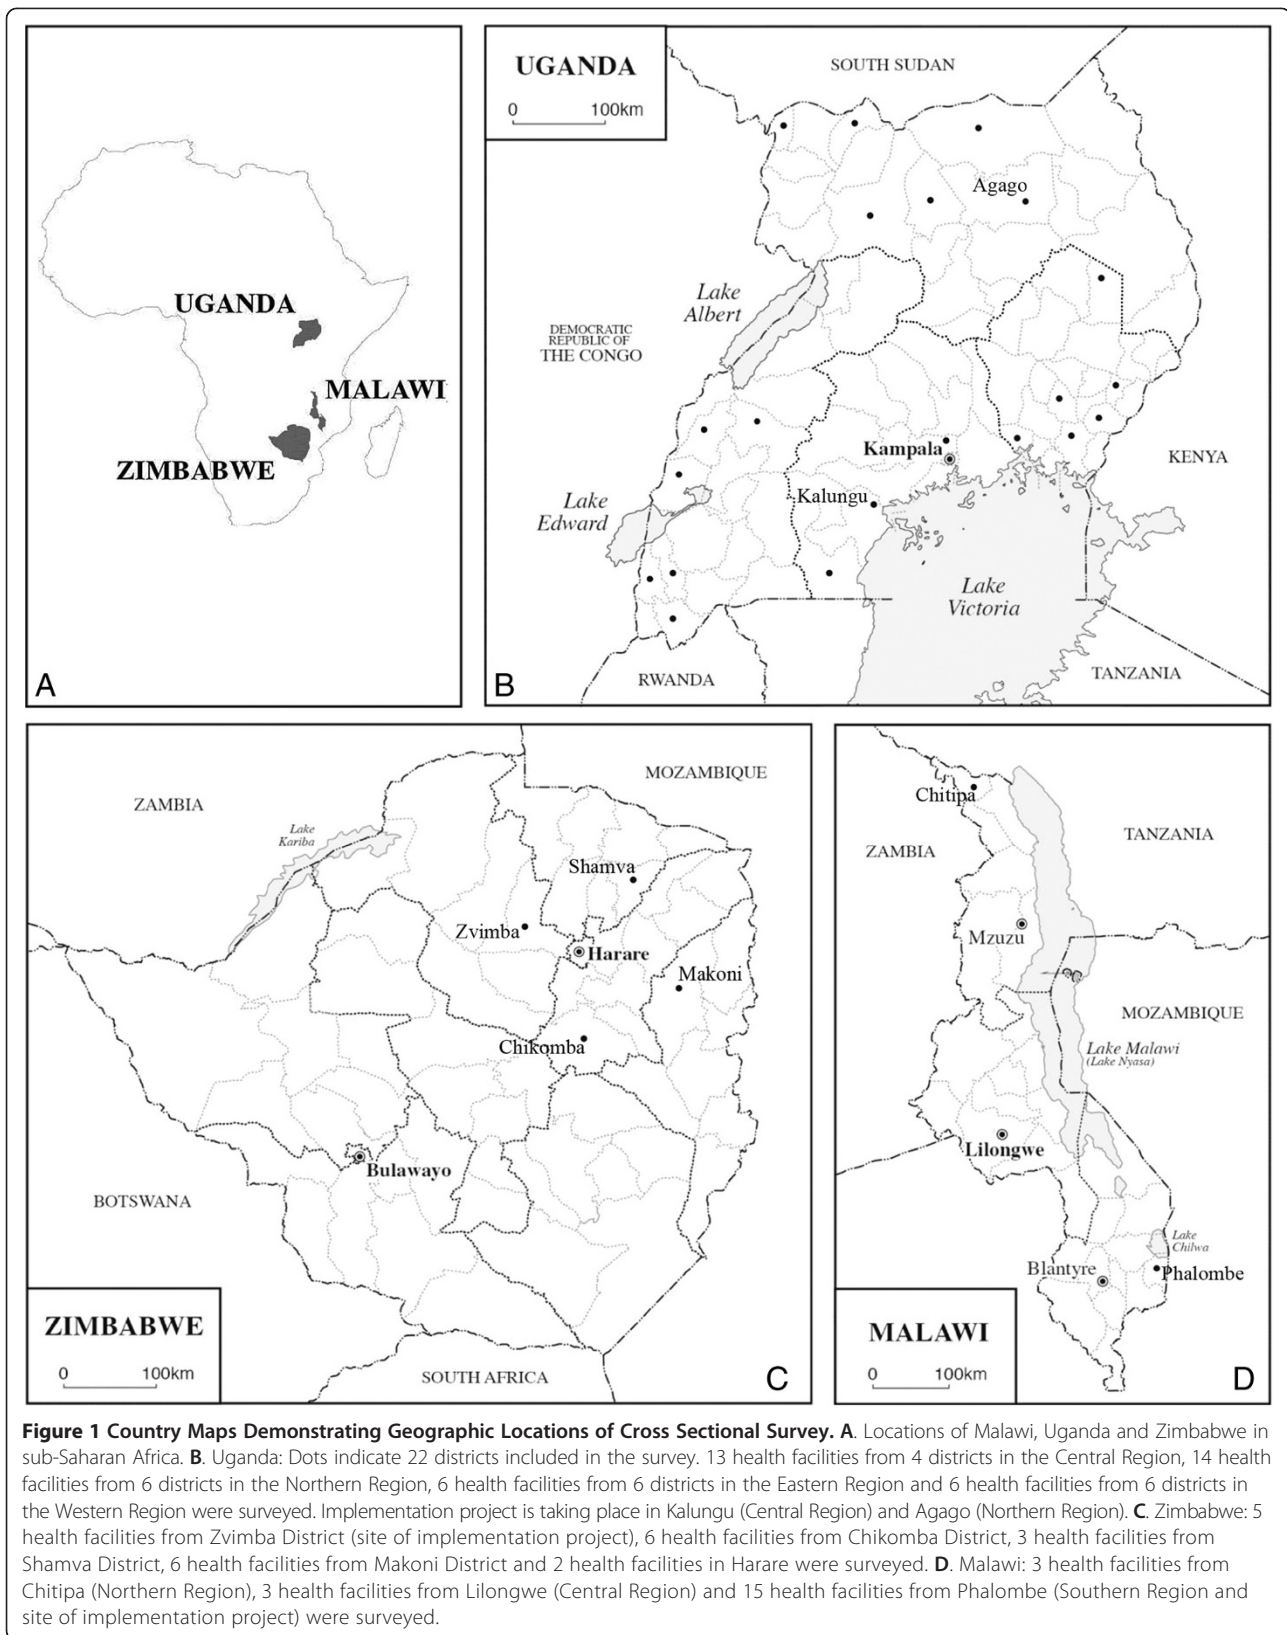 UGANDA
MALAWI
ZIMBABWE
A
UGANDA
0 100km
SOUTH SUDAN
Agago
Lake
Albert
DEMOCRATIC
REPUBLIC OF
THE CONGO
Kampala
KENYA
Kalungu
Lake
Edward
Lake
Victoria
RWANDA
TANZANIA
B
ZAMBIA
MOZAMBIQUE
Lake
Kariba
Shamva
Zvimba
Harare
Makoni
Chikomba
Bulawayo
BOTSWANA
ZIMBABWE
0 100km
SOUTH AFRICA
C
Chitipa
TANZANIA
ZAMBIA
Mzuzu
MOZAMBIQUE
Lake Malawi
(Lake Nyasa)
Lilongwe
Lake
Chilwa
Blantyre
Phalombe
MALAWI
0 100km
D
Figure 1 Country Maps Demonstrating Geographic Locations of Cross Sectional Survey. A. Locations of Malawi, Uganda and Zimbabwe in
sub-Saharan Africa. B. Uganda: Dots indicate 22 districts included in the survey. 13 health facilities from 4 districts in the Central Region, 14 health
facilities from 6 districts in the Northern Region, 6 health facilities from 6 districts in the Eastern Region and 6 health facilities from 6 districts in
the Western Region were surveyed. Implementation project is taking place in Kalungu (Central Region) and Agago (Northern Region). C. Zimbabwe: 5
health facilities from Zvimba District (site of implementation project), 6 health facilities from Chikomba District, 3 health facilities from
Shamva District, 6 health facilities from Makoni District and 2 health facilities in Harare were surveyed. D. Malawi: 3 health facilities from
Chitipa (Northern Region), 3 health facilities from Lilongwe (Central Region) and 15 health facilities from Phalombe (Southern Region and
site of implementation project) were surveyed.